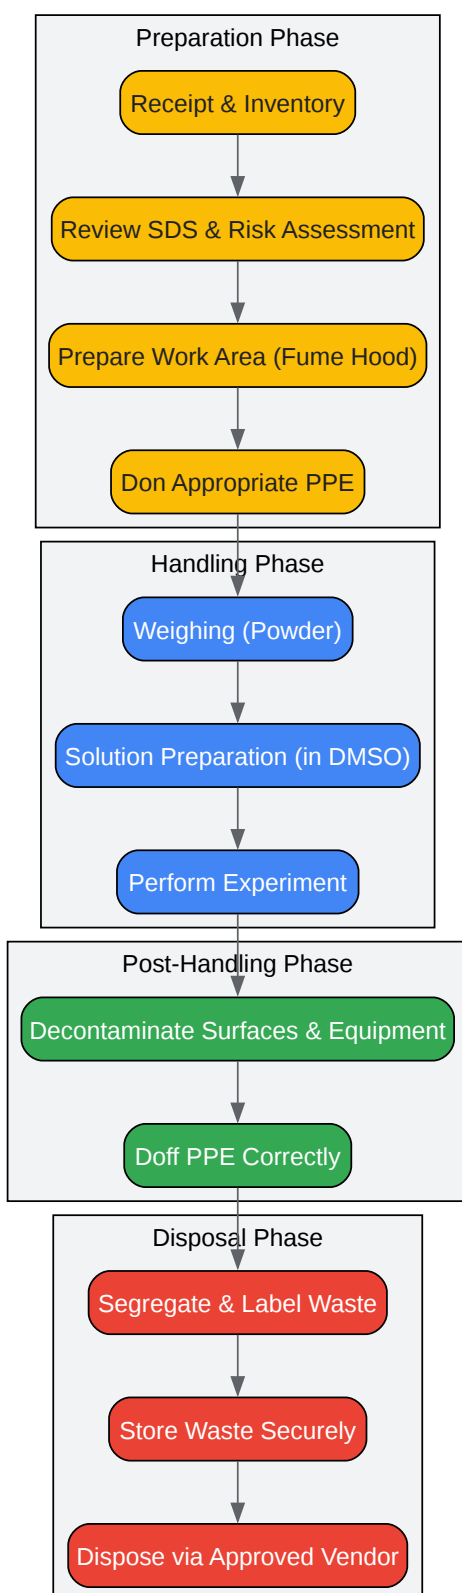 Preparation Phase
Receipt & Inventory
Review SDS & Risk Assessment
Prepare Work Area (Fume Hood)
Don Appropriate PPE
Handling Phase
Weighing (Powder)
Solution Preparation (in DMSO)
Perform Experiment
Post-Handling Phase
Decontaminate Surfaces & Equipment
Doff PPE Correctly
Disposal Phase
Segregate & Label Waste
Store Waste Securely
Dispose via Approved Vendor